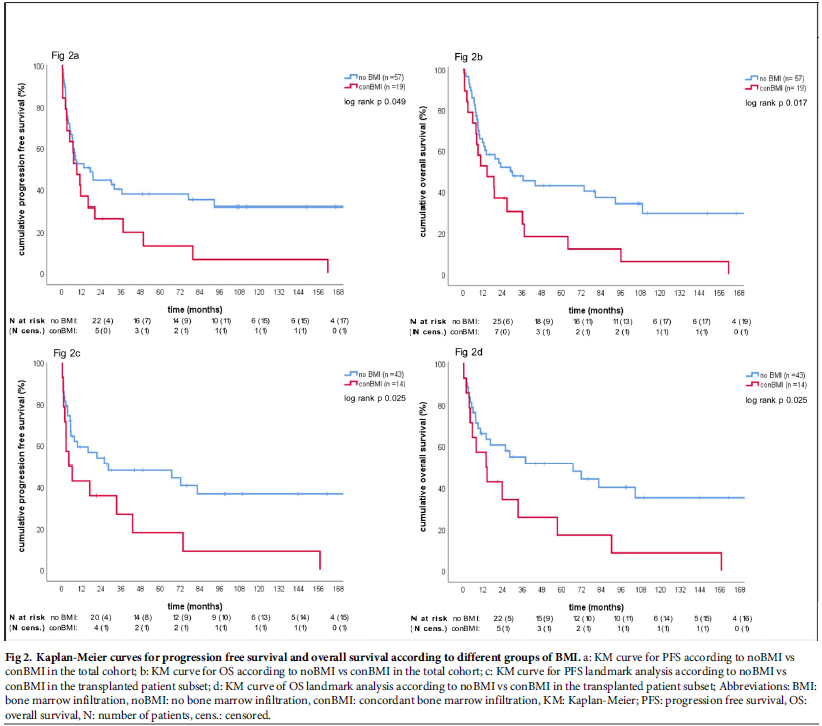 Fig 2a
cumulative progression free survival (%)
100
80
60
40
20
0
no BMI (n =57)
conBMI (n =19)
log rank p 0.049
0 12 24 36 48 60 72 84 96 108 120 132 144 156 168
time (months)
N at risk no BMI: 22 (4) 16 (7) 14 (9) 10 (11) 6 (15) 6 (15) 4 (17)
(N cens.) conBMI: 5 (0) 3 (1) 2 (1) 1(1) 1(1) 1(1) 0 (1)
Fig 2b
cumulative overall survival (%)
100
80
60
40
20
0
no BMI (n= 57)
conBMI (n= 19)
log rank p 0.017
0 12 24 36 48 60 72 84 96 108 120 132 144 156 168
time (months)
N at risk no BMI: 25 (6) 18 (9) 16 (11) 11 (13) 6 (17) 6 (17) 4 (19)
(N cens.) conBMI: 7 (0) 3 (1) 2 (1) 2 (1) 1 (1) 1 (1) 0 (1)
Fig 2c
cumulative progression free survival (%)
100
80
60
40
20
0
no BMI (n =43)
conBMI (n =14)
log rank p 0.025
0 12 24 36 48 60 72 84 96 108 120 132 144 156 168
time (months)
N at risk no BMI: 20 (4) 14 (8) 12 (9) 9 (10) 6 (13) 5 (14) 4 (15)
(N cens.) conBMI: 4 (1) 2 (1) 2 (1) 1(1) 1(1) 1(1) 0 (1)
Fig 2d
cumulative overall survival (%)
100
80
60
40
20
0
no BMI (n =43)
conBMI (n =14)
log rank p 0.025
0 12 24 36 48 60 72 84 96 108 120 132 144 156 168
time (months)
N at risk no BMI: 22 (5) 15 (9) 12 (10) 10 (11) 6 (14) 5 (15) 4 (16)
(N cens.) conBMI: 5 (1) 3 (1) 2 (1) 1(1) 1(1) 1(1) 0 (1)
Fig 2. Kaplan-Meier curves for progression free survival and overall survival according to different groups of BMI. a: KM curve for PFS according to noBMI vs
conBMI in the total cohort; b: KM curve for OS according to noBMI vs conBMI in the total cohort; c: KM curve for PFS landmark analysis according to noBMI vs
conBMI in the transplanted patient subset; d: KM curve of OS landmark analysis according to noBMI vs conBMI in the transplanted patient subset; Abbreviations: BMI:
bone marrow infiltration, noBMI: no bone marrow infiltration, conBMI: concordant bone marrow infiltration, KM: Kaplan-Meier; PFS: progression free survival, OS:
overall survival, N: number of patients, cens.: censored.